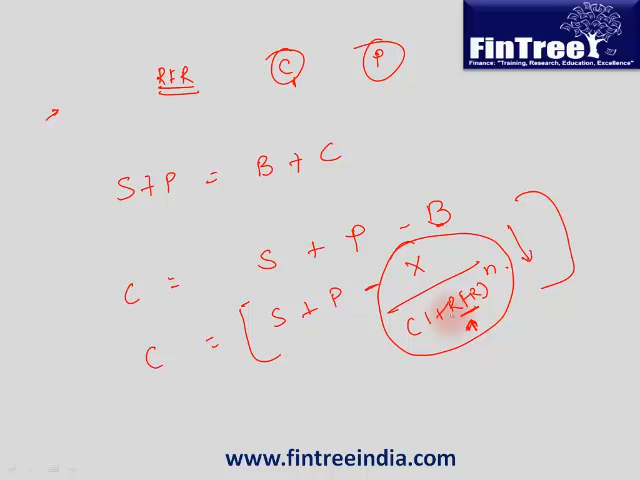 FinTree
Finance: "Training, Research, Education, Excellence"
RFR C P
S+P = B + C
C = S + P - B
C = [S + P - X / (1+RFR)^n]
www.fintreeindia.com